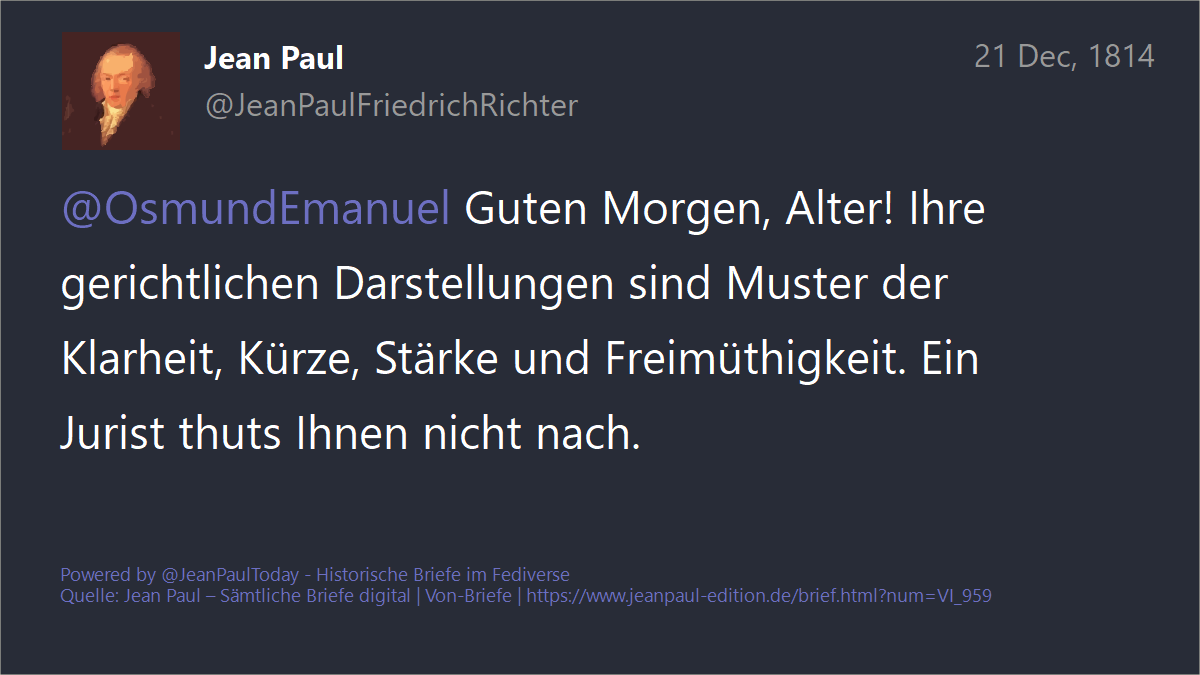 Jean Paul
21 Dec, 1814
@JeanPaulFriedrichRichter
@OsmundEmanuel Guten Morgen, Alter! Ihre
gerichtlichen Darstellungen sind Muster der
Klarheit, Kürze, Stärke und Freimüthigkeit. Ein
Jurist thuts Ihnen nicht nach.
Powered by @JeanPaulToday - Historische Briefe im Fediverse
Quelle: Jean Paul – Sämtliche Briefe digital | Von-Briefe | https://www.jeanpaul-edition.de/brief.html?num=VI_959